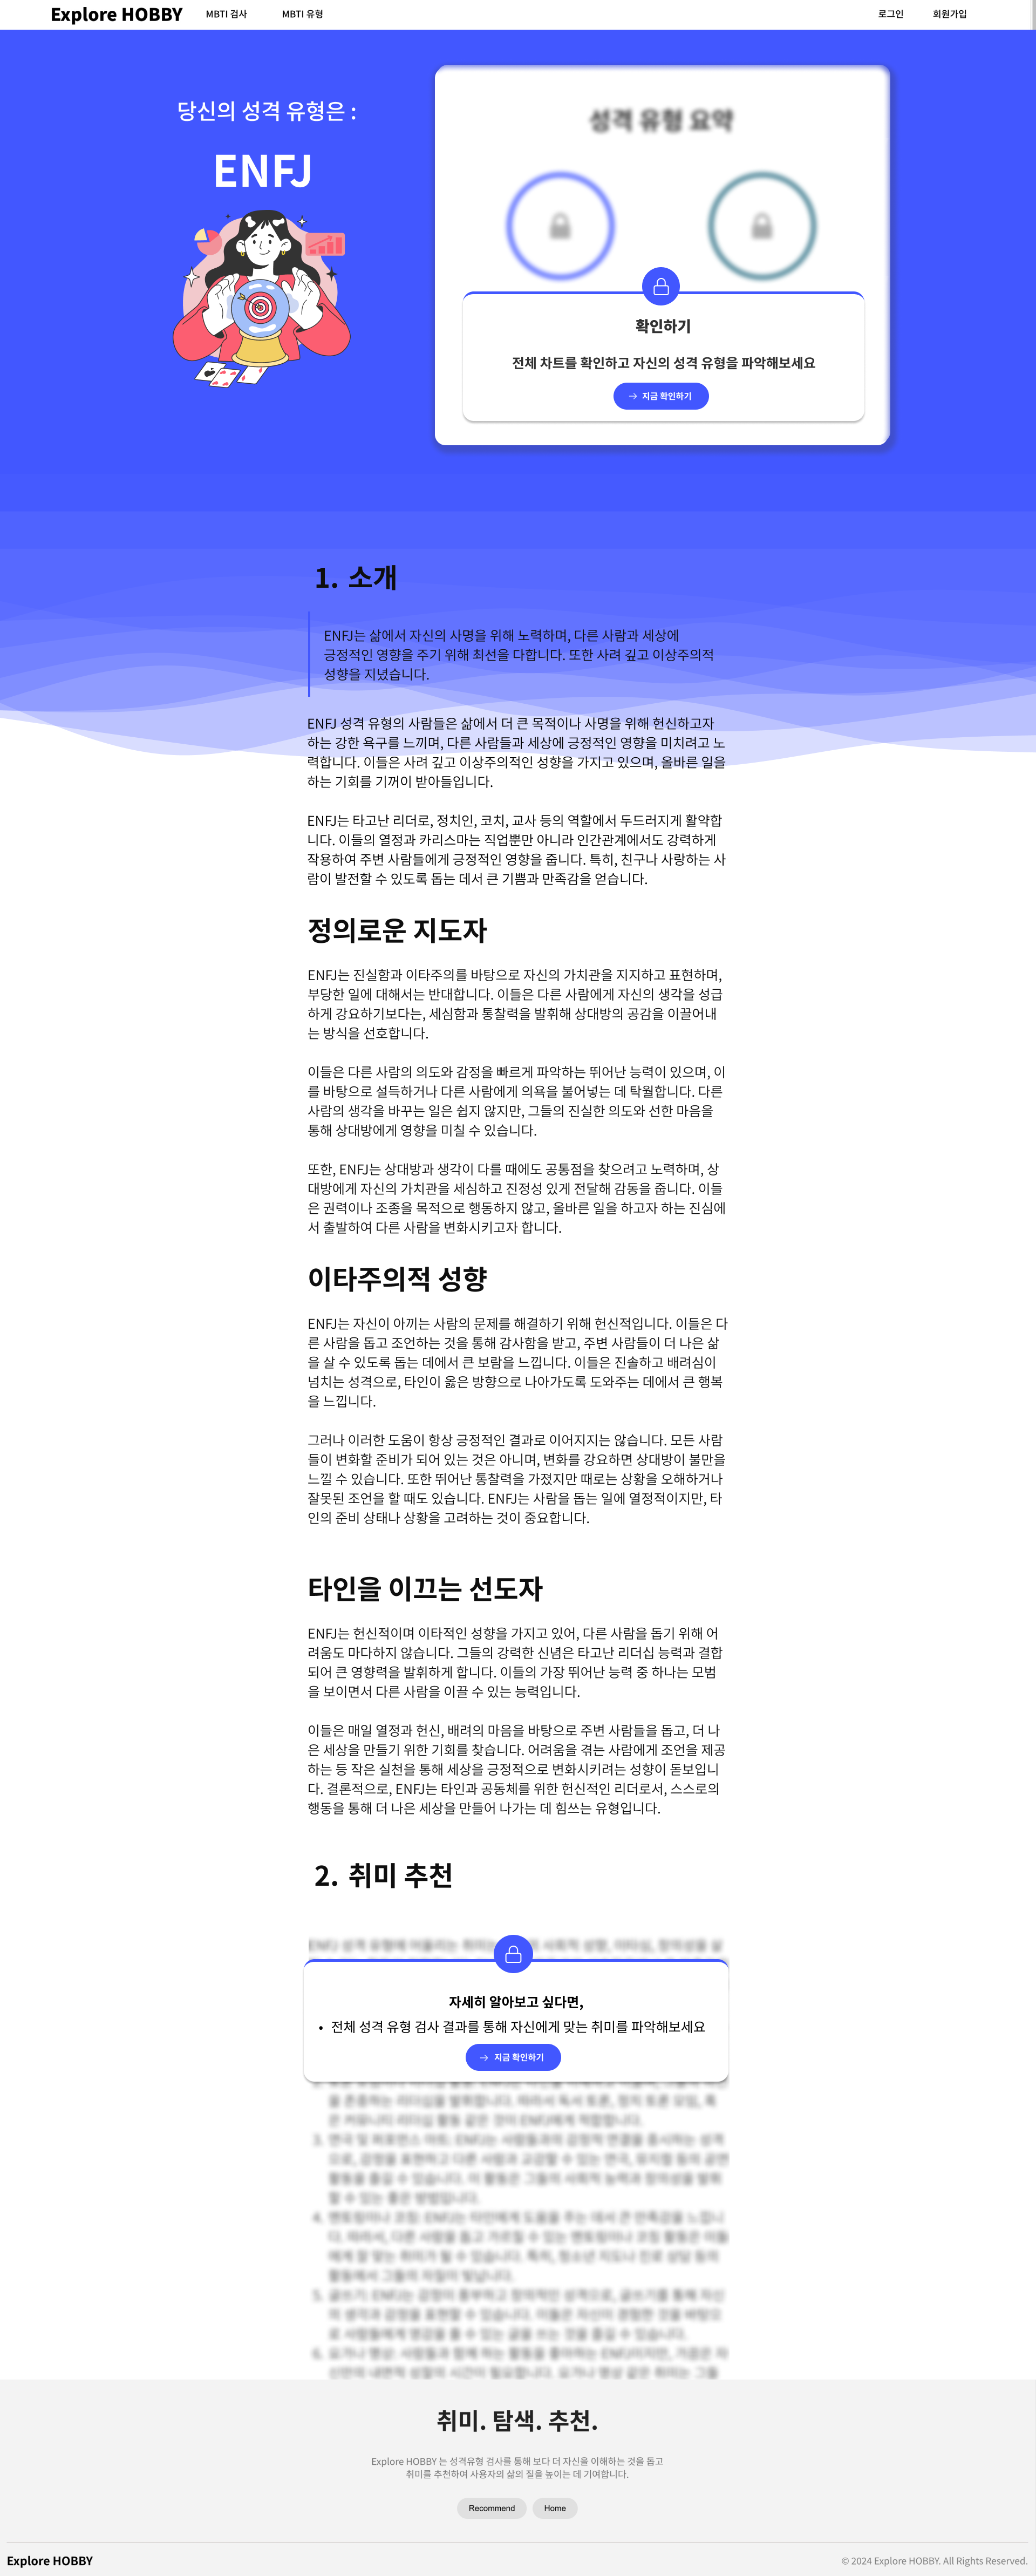 Explore HOBBY MBTI 검사 MBTI 유형 로그인 회원가입
당신의 성격 유형은 :
ENFJ
성격 유형 요약
확인하기
전체 차트를 확인하고 자신의 성격 유형을 파악해보세요
지금 확인하기
1. 소개
ENFJ는 삶에서 자신의 사명을 위해 노력하며, 다른 사람과 세상에
긍정적인 영향을 주기 위해 최선을 다합니다. 또한 사려 깊고 이상주의적
성향을 지녔습니다.
ENFJ 성격 유형의 사람들은 삶에서 더 큰 목적이나 사명을 위해 헌신하고자
하는 강한 욕구를 느끼며, 다른 사람들과 세상에 긍정적인 영향을 미치려고 노
력합니다. 이들은 사려 깊고 이상주의적인 성향을 가지고 있으며, 올바른 일을
하는 기회를 기꺼이 받아들입니다.
ENFJ는 타고난 리더로, 정치인, 코치, 교사 등의 역할에서 두드러지게 활약합
니다. 이들의 열정과 카리스마는 직업뿐만 아니라 인간관계에서도 강력하게
작용하여 주변 사람들에게 긍정적인 영향을 줍니다. 특히, 친구나 사랑하는 사
람이 발전할 수 있도록 돕는 데서 큰 기쁨과 만족감을 얻습니다.
정의로운 지도자
ENFJ는 진실함과 이타주의를 바탕으로 자신의 가치관을 지지하고 표현하며,
부당한 일에 대해서는 반대합니다. 이들은 다른 사람에게 자신의 생각을 성급
하게 강요하기보다는, 세심함과 통찰력을 발휘해 상대방의 공감을 이끌어내
는 방식을 선호합니다.
이들은 다른 사람의 의도와 감정을 빠르게 파악하는 뛰어난 능력이 있으며, 이
를 바탕으로 설득하거나 다른 사람에게 의욕을 불어넣는 데 탁월합니다. 다른
사람의 생각을 바꾸는 일은 쉽지 않지만, 그들의 진실한 의도와 선한 마음을
통해 상대방에게 영향을 미칠 수 있습니다.
또한, ENFJ는 상대방과 생각이 다를 때에도 공통점을 찾으려고 노력하며, 상
대방에게 자신의 가치관을 세심하고 진정성 있게 전달해 감동을 줍니다. 이들
은 권력이나 조종을 목적으로 행동하지 않고, 올바른 일을 하고자 하는 진심에
서 출발하여 다른 사람을 변화시키고자 합니다.
이타주의적 성향
ENFJ는 자신이 아끼는 사람의 문제를 해결하기 위해 헌신적입니다. 이들은 다
른 사람을 돕고 조언하는 것을 통해 감사함을 받고, 주변 사람들이 더 나은 삶
을 살 수 있도록 돕는 데에서 큰 보람을 느낍니다. 이들은 진솔하고 배려심이
넘치는 성격으로, 타인이 옳은 방향으로 나아가도록 도와주는 데에서 큰 행복
을 느낍니다.
그러나 이러한 도움이 항상 긍정적인 결과로 이어지지는 않습니다. 모든 사람
들이 변화할 준비가 되어 있는 것은 아니며, 변화를 강요하면 상대방이 불만을
느낄 수 있습니다. 또한 뛰어난 통찰력을 가졌지만 때로는 상황을 오해하거나
잘못된 조언을 할 때도 있습니다. ENFJ는 사람을 돕는 일에 열정적이지만, 타
인의 준비 상태나 상황을 고려하는 것이 중요합니다.
타인을 이끄는 선도자
ENFJ는 헌신적이며 이타적인 성향을 가지고 있어, 다른 사람을 돕기 위해 어
려움도 마다하지 않습니다. 그들의 강력한 신념은 타고난 리더십 능력과 결합
되어 큰 영향력을 발휘하게 합니다. 이들의 가장 뛰어난 능력 중 하나는 모범
을 보이면서 다른 사람을 이끌 수 있는 능력입니다.
이들은 매일 열정과 헌신, 배려의 마음을 바탕으로 주변 사람들을 돕고, 더 나
은 세상을 만들기 위한 기회를 찾습니다. 어려움을 겪는 사람에게 조언을 제공
하는 등 작은 실천을 통해 세상을 긍정적으로 변화시키려는 성향이 돋보입니
다. 결론적으로, ENFJ는 타인과 공동체를 위한 헌신적인 리더로서, 스스로의
행동을 통해 더 나은 세상을 만들어 나가는 데 힘쓰는 유형입니다.
2. 취미 추천
자세히 알아보고 싶다면,
• 전체 성격 유형 검사 결과를 통해 자신에게 맞는 취미를 파악해보세요
지금 확인하기
취미. 탐색. 추천.
Explore HOBBY 는 성격유형 검사를 통해 보다 더 자신을 이해하는 것을 돕고
취미를 추천하여 사용자의 삶의 질을 높이는 데 기여합니다.
Recommend Home
Explore HOBBY © 2024 Explore HOBBY. All Rights Reserved.